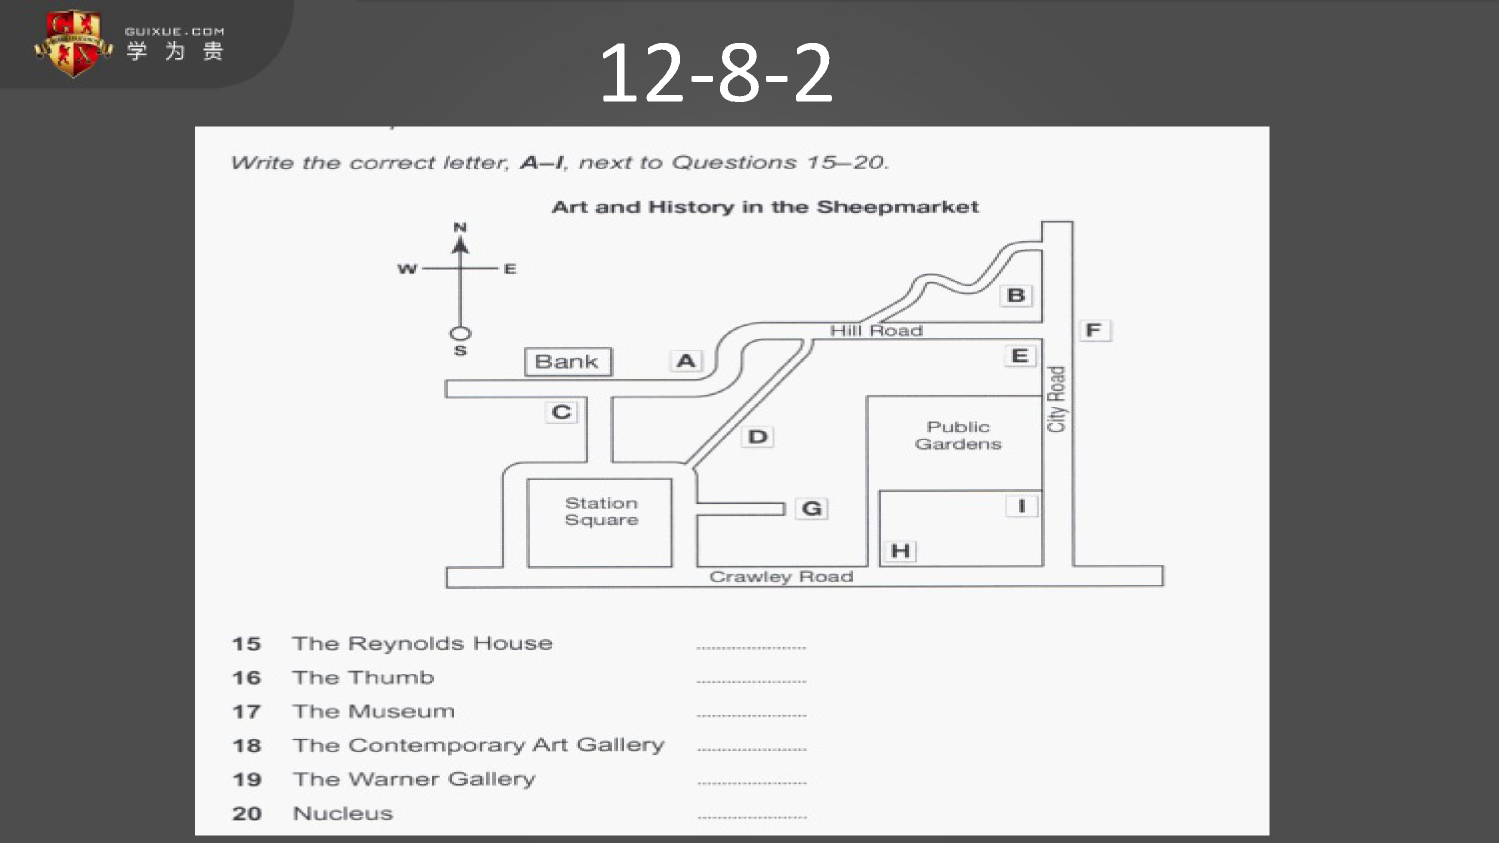 GUIXUE.COM
学为贵
12-8-2
Write the correct letter, A–I, next to Questions 15–20.
Art and History in the Sheepmarket
N
W E
S
B
Hill Road
F
Bank
A
E
C
City Road
D
Public
Gardens
Station
Square
G
I
H
Crawley Road
15 The Reynolds House ........................
16 The Thumb ........................
17 The Museum ........................
18 The Contemporary Art Gallery ........................
19 The Warner Gallery ........................
20 Nucleus ........................